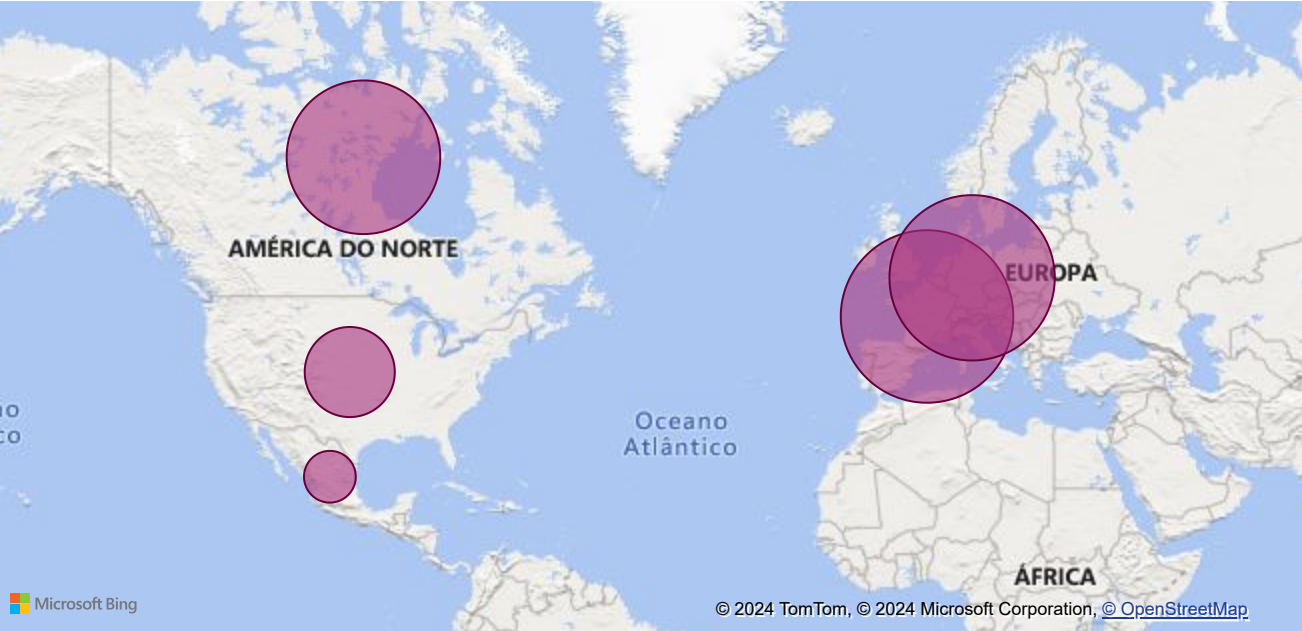 AMÉRICA DO NORTE
EUROPA
Oceano
Atlântico
ÁFRICA
Microsoft Bing
© 2024 TomTom, © 2024 Microsoft Corporation, © OpenStreetMap